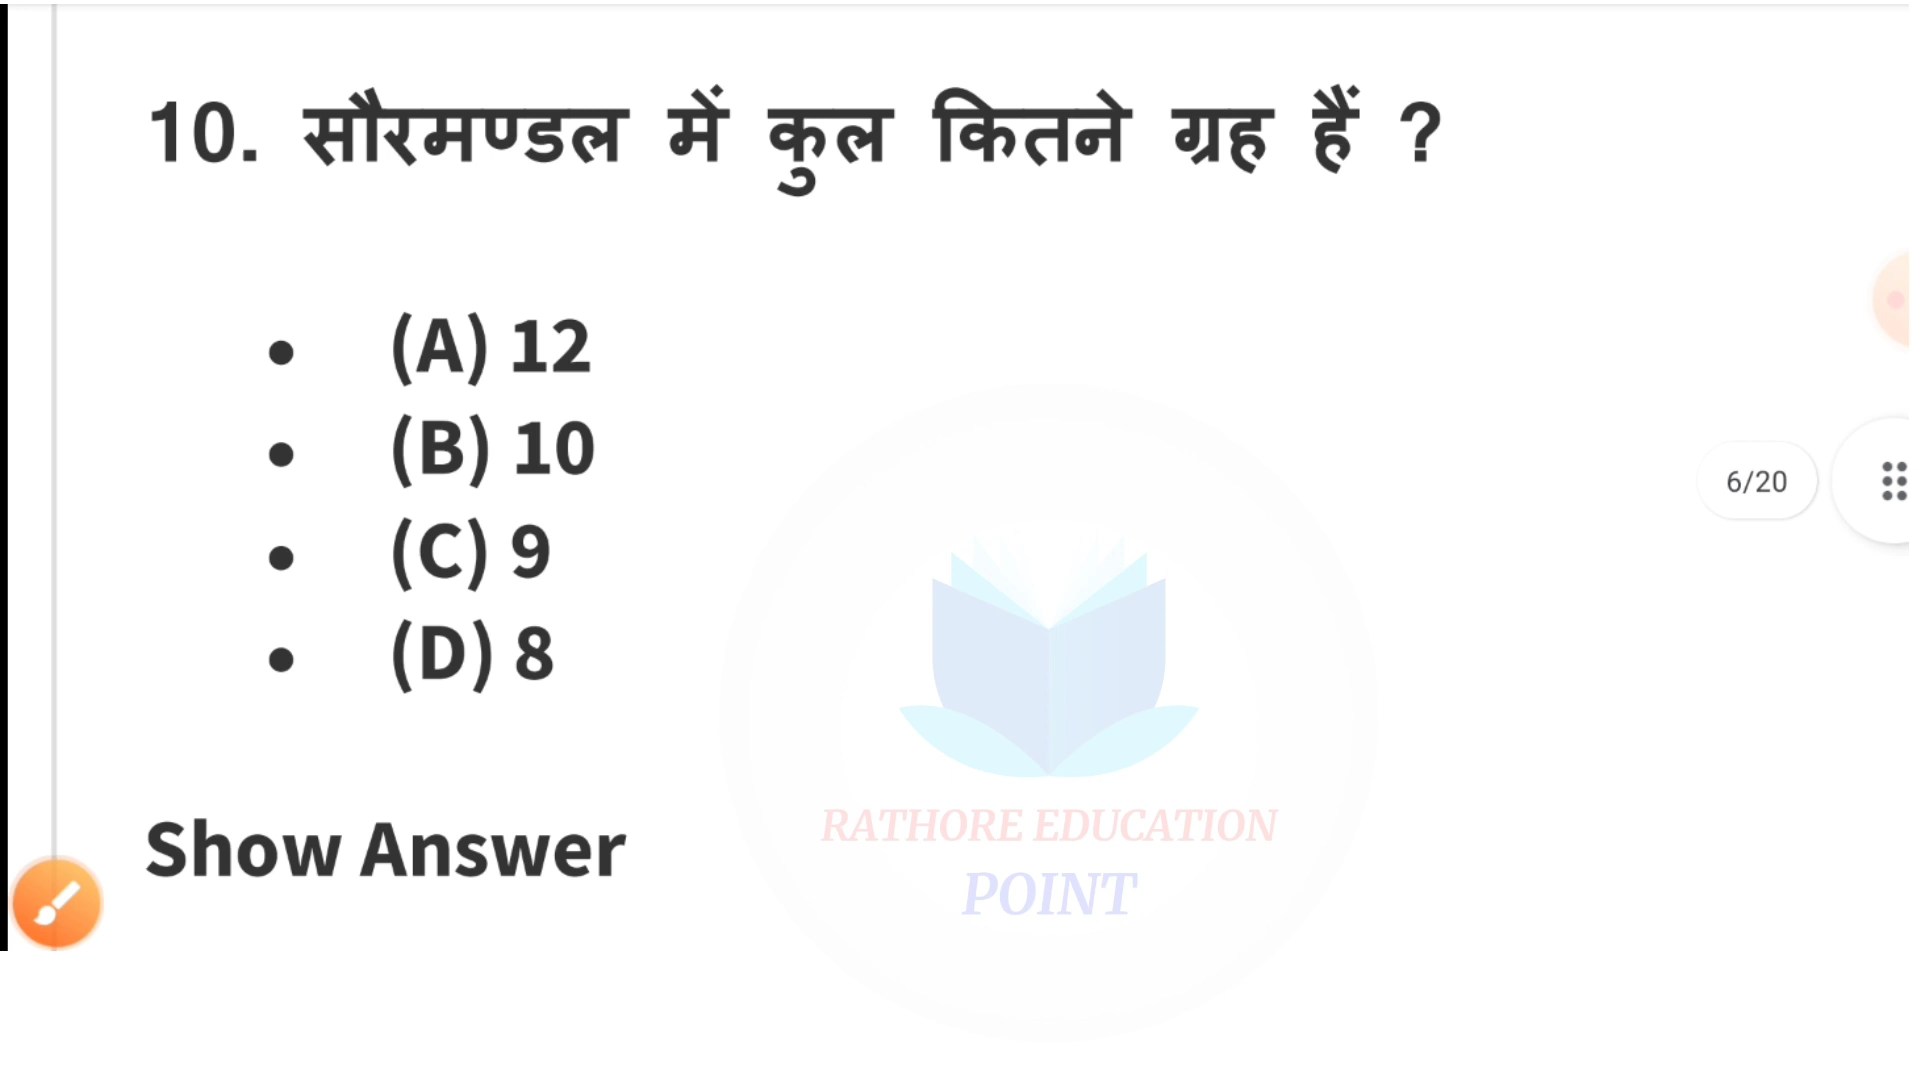 10. सौरमण्डल में कुल कितने ग्रह हैं ?
• (A) 12
• (B) 10
6/20
• (C) 9
• (D) 8
RATHORE EDUCATION
POINT
Show Answer